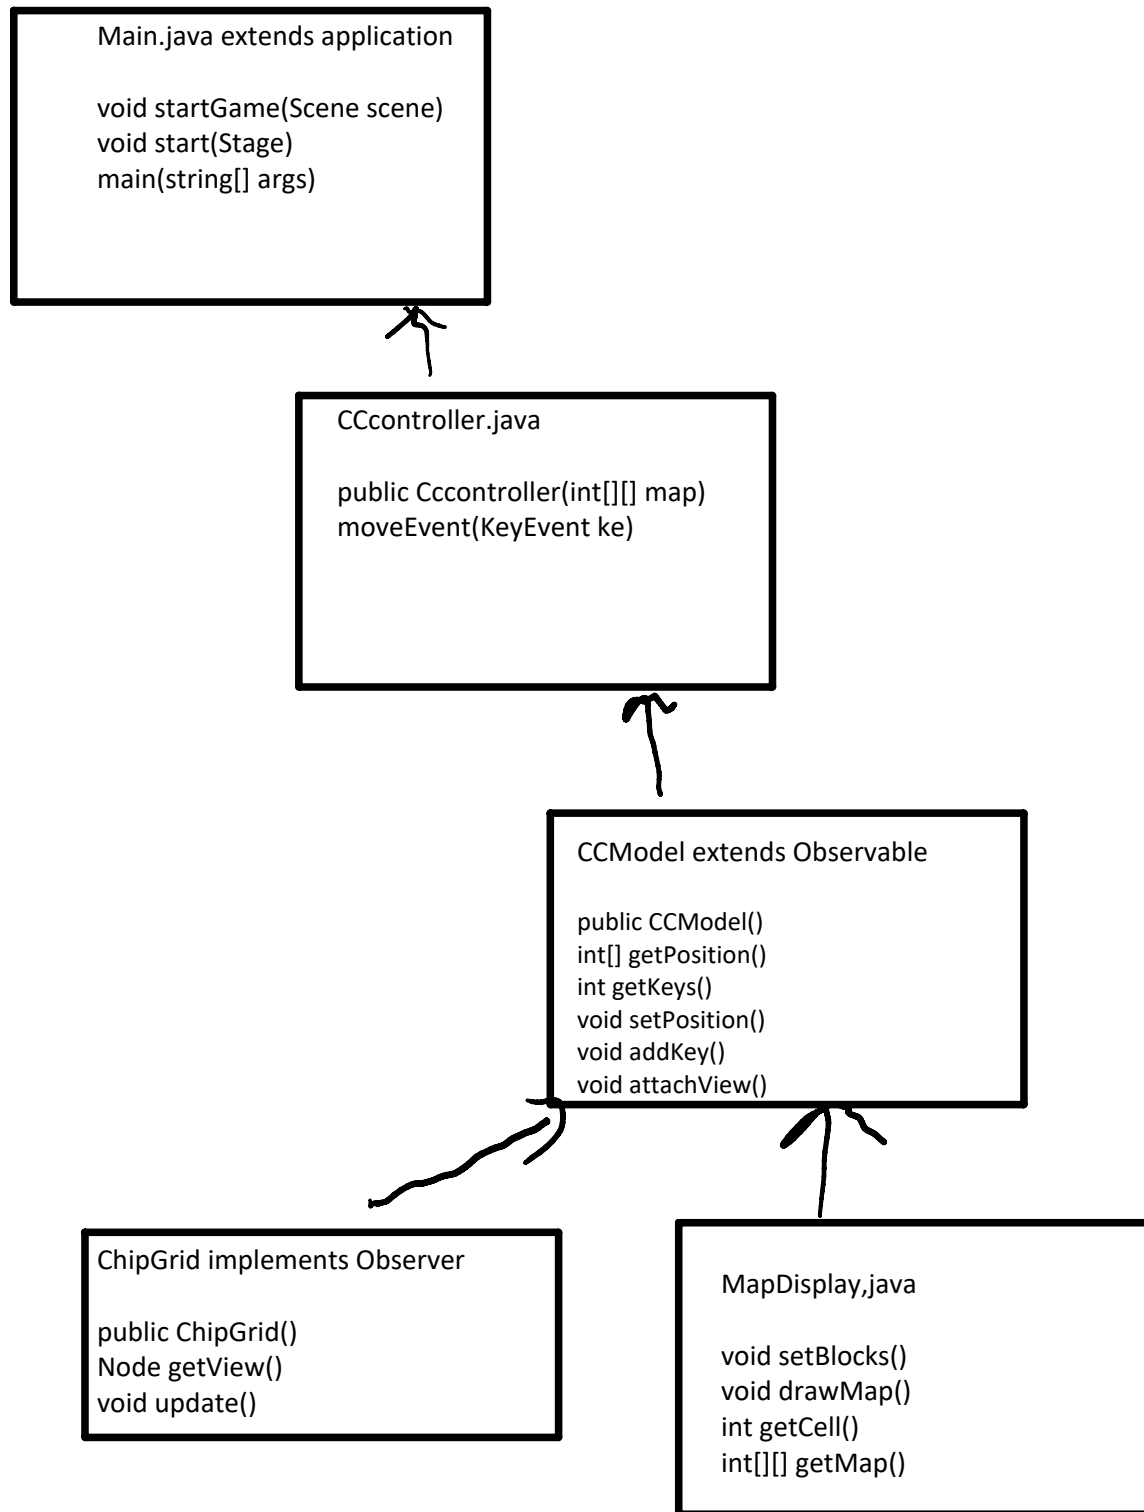 Main.java extends application
void startGame(Scene scene)
void start(Stage)
main(string[] args)
CCcontroller.java
public Cccontroller(int[][] map)
moveEvent(KeyEvent ke)
CCModel extends Observable
public CCModel()
int[] getPosition()
int getKeys()
void setPosition()
void addKey()
void attachView()
ChipGrid implements Observer
public ChipGrid()
Node getView()
void update()
MapDisplay,java
void setBlocks()
void drawMap()
int getCell()
int[][] getMap()